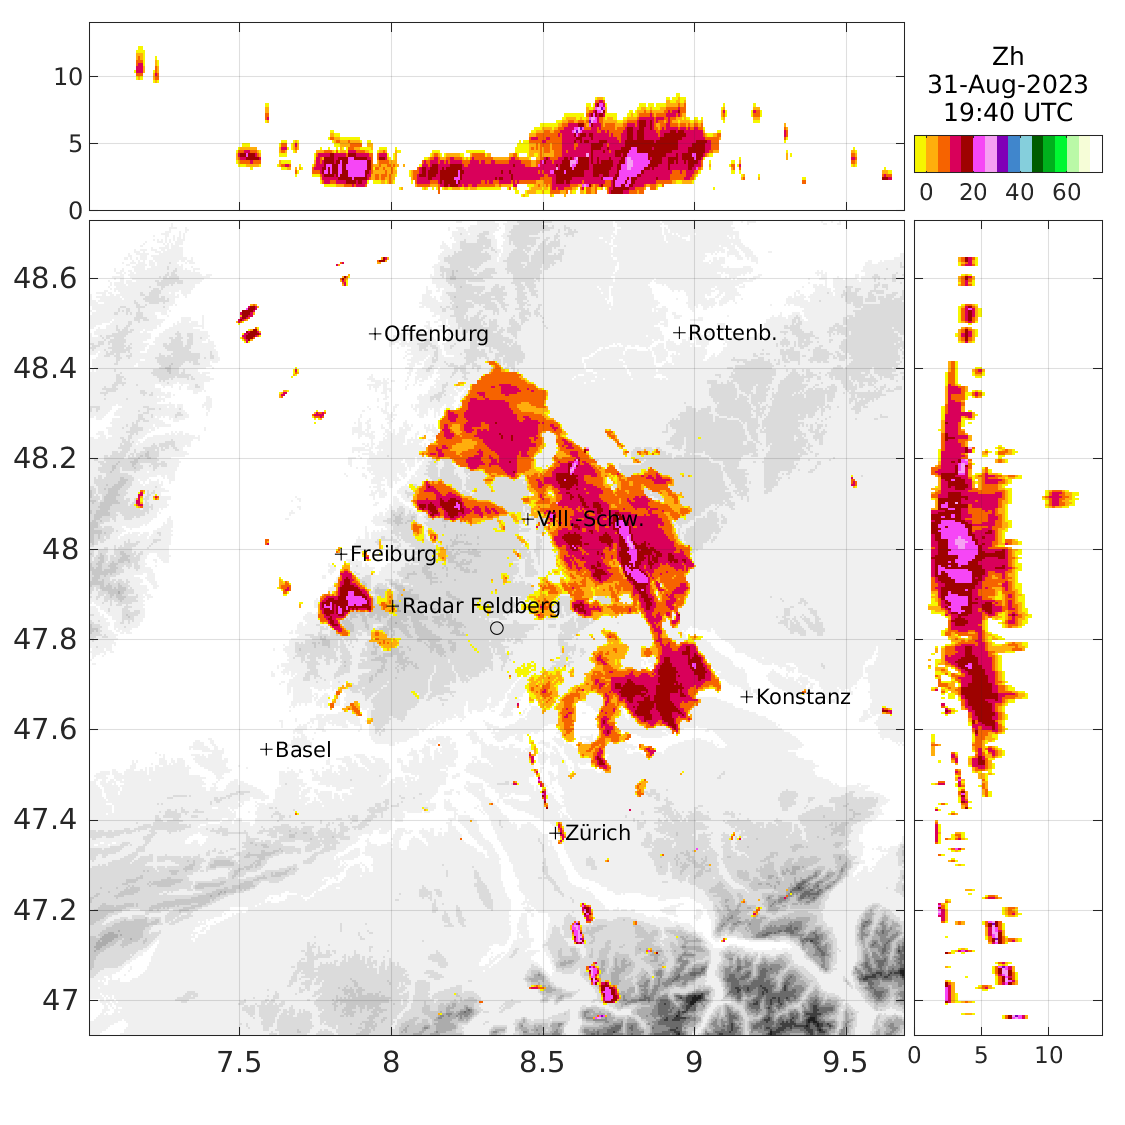 10
5
0
Zh
31-Aug-2023
19:40 UTC
0 20 40 60
48.6
48.4
48.2
48
47.8
47.6
47.4
47.2
47
+Offenburg
+Rottenb.
+Vill.-Schw.
+Freiburg
+Radar Feldberg
+Konstanz
+Basel
+Zürich
7.5 8 8.5 9 9.5
0 5 10